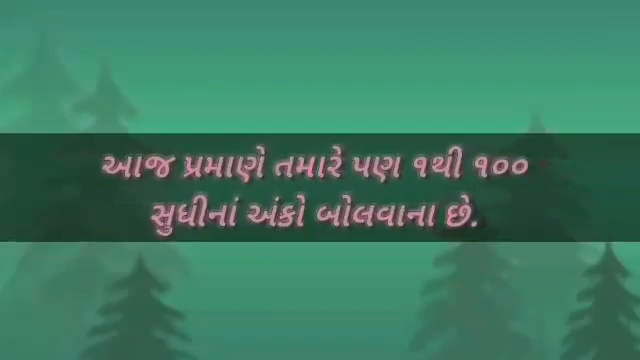 આજ પ્રમાણે તમારે પણ ૧થી ૧૦૦
સુધીનાં અંકો બોલવાના છે.